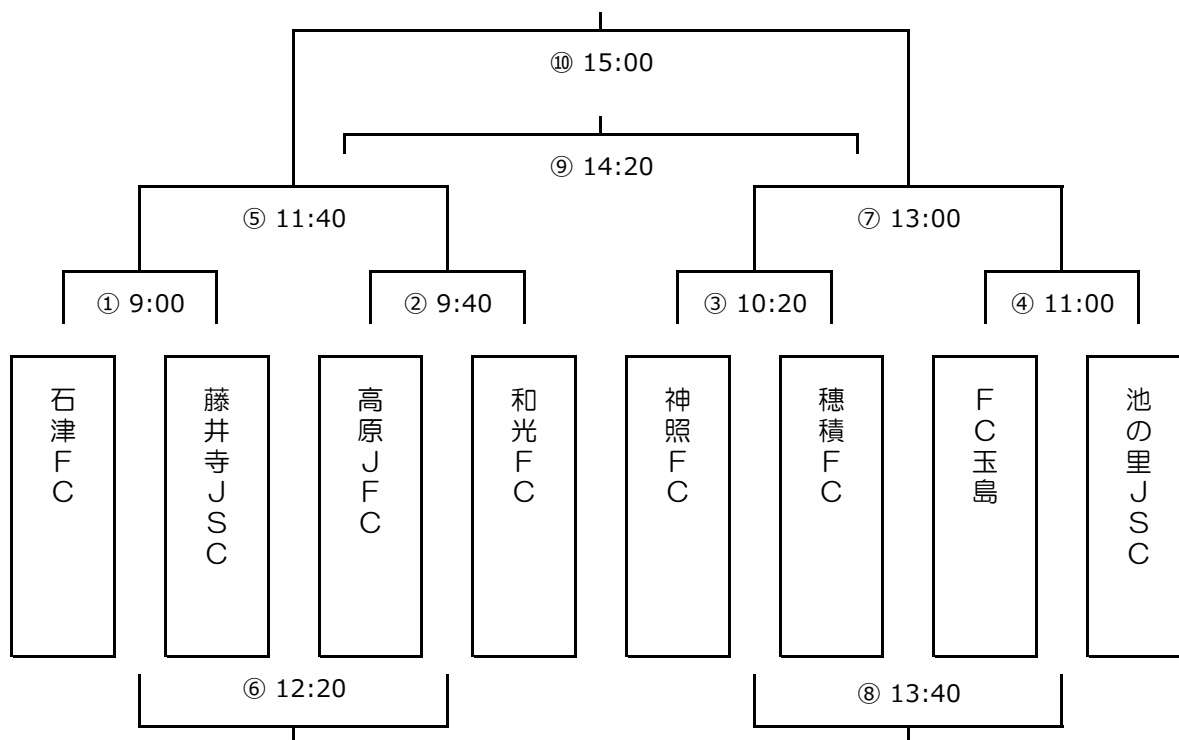 ⑩ 15:00
⑨ 14:20
⑤ 11:40
⑦ 13:00
① 9:00
② 9:40
③ 10:20
④ 11:00
石津ＦＣ
藤井寺ＪＳＣ
高原ＪＦＣ
和光ＦＣ
神照ＦＣ
穂積ＦＣ
ＦＣ玉島
池の里ＪＳＣ
⑥ 12:20
⑧ 13:40